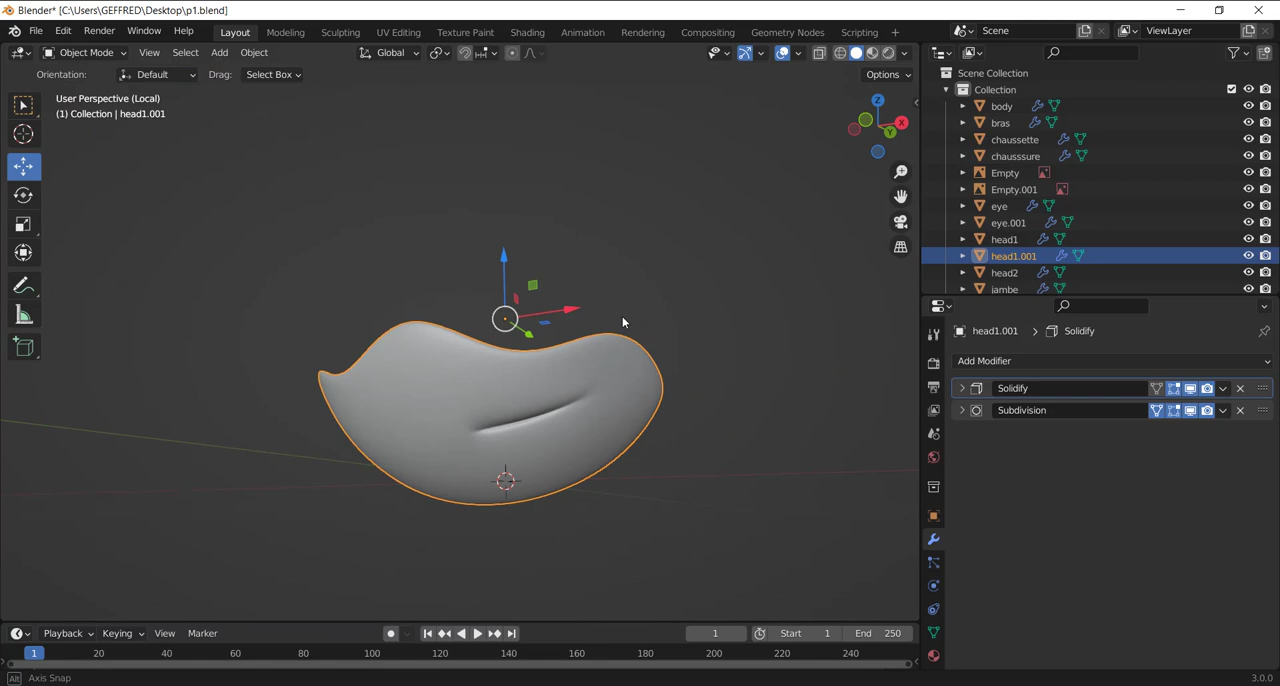 Blender* [C:\Users\GEFFRED\Desktop\p1.blend]
File Edit Render Window Help Layout Modeling Sculpting UV Editing Texture Paint Shading Animation Rendering Compositing Geometry Nodes Scripting + Scene ViewLayer
Object Mode View Select Add Object Global
Orientation: Default Drag: Select Box Options
User Perspective (Local)
(1) Collection | head1.001
Z
X
Y
Scene Collection
Collection
body
bras
chaussette
chausssure
Empty
Empty.001
eye
eye.001
head1
head1.001
head2
jambe
head1.001 > Solidify
Add Modifier
Solidify
Subdivision
Playback Keying View Marker 1 Start 1 End 250
1 20 40 60 80 100 120 140 160 180 200 220 240
Alt Axis Snap 3.0.0